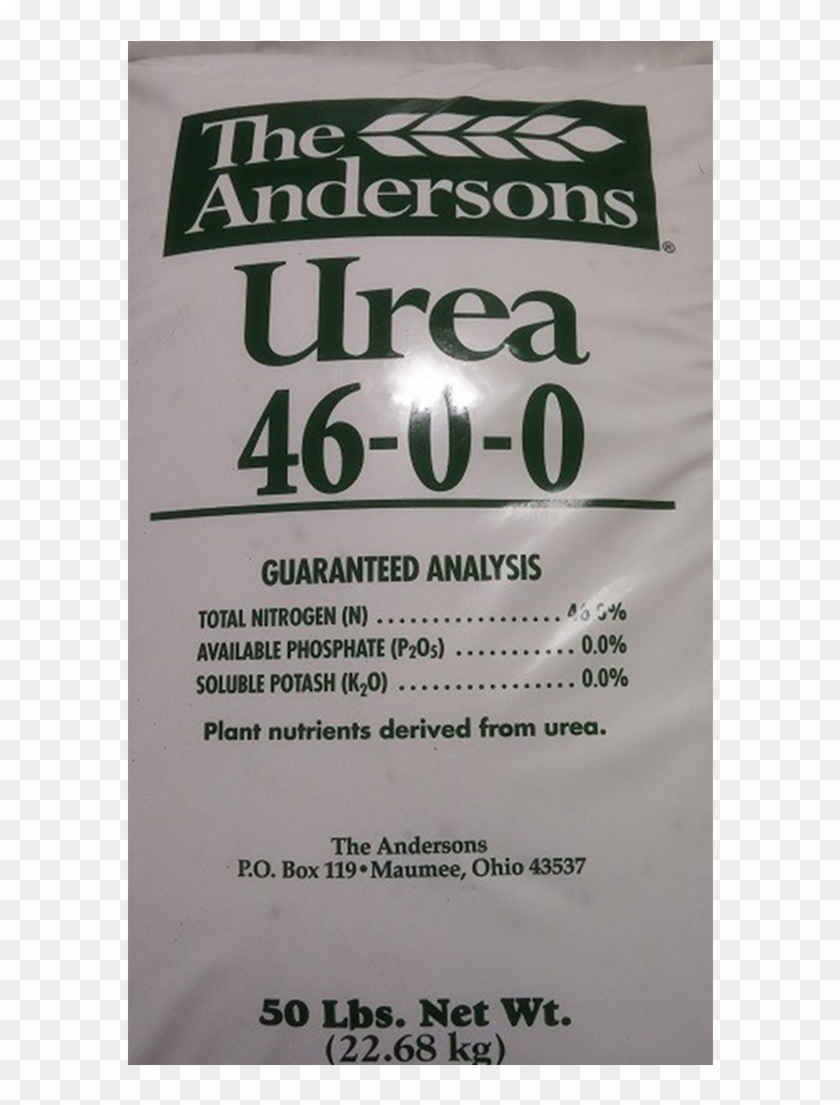 The
Andersons®
Urea
46-0-0
GUARANTEED ANALYSIS
TOTAL NITROGEN (N) ................. 46.0%
AVAILABLE PHOSPHATE (P₂O₅) ........... 0.0%
SOLUBLE POTASH (K₂O) ................ 0.0%
Plant nutrients derived from urea.
The Andersons
P.O. Box 119•Maumee, Ohio 43537
50 Lbs. Net Wt.
(22.68 kg)